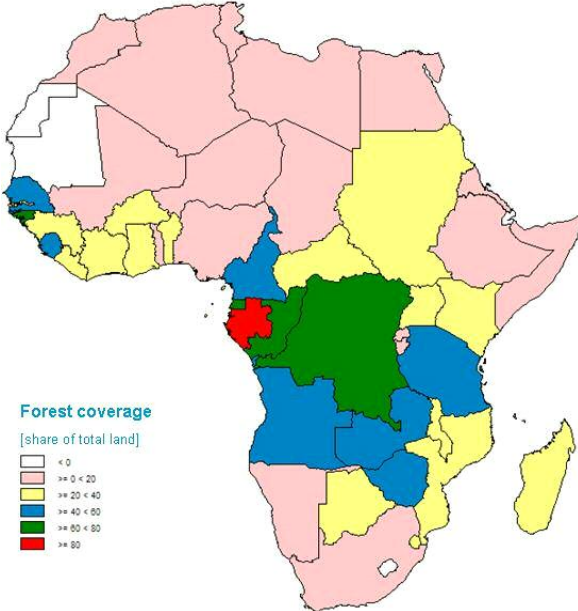 Forest coverage
[share of total land]
< 0
>= 0 < 20
>= 20 < 40
>= 40 < 60
>= 60 < 80
>= 80